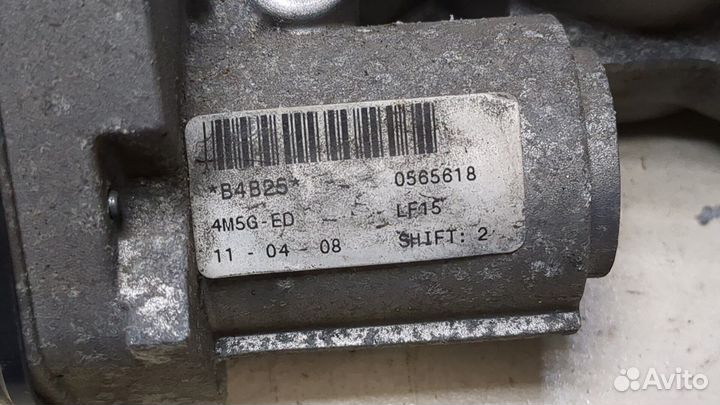 *B4B25* 0565618
4M5G-ED LF15
11 - 04 - 08 SHIFT: 2
Avito